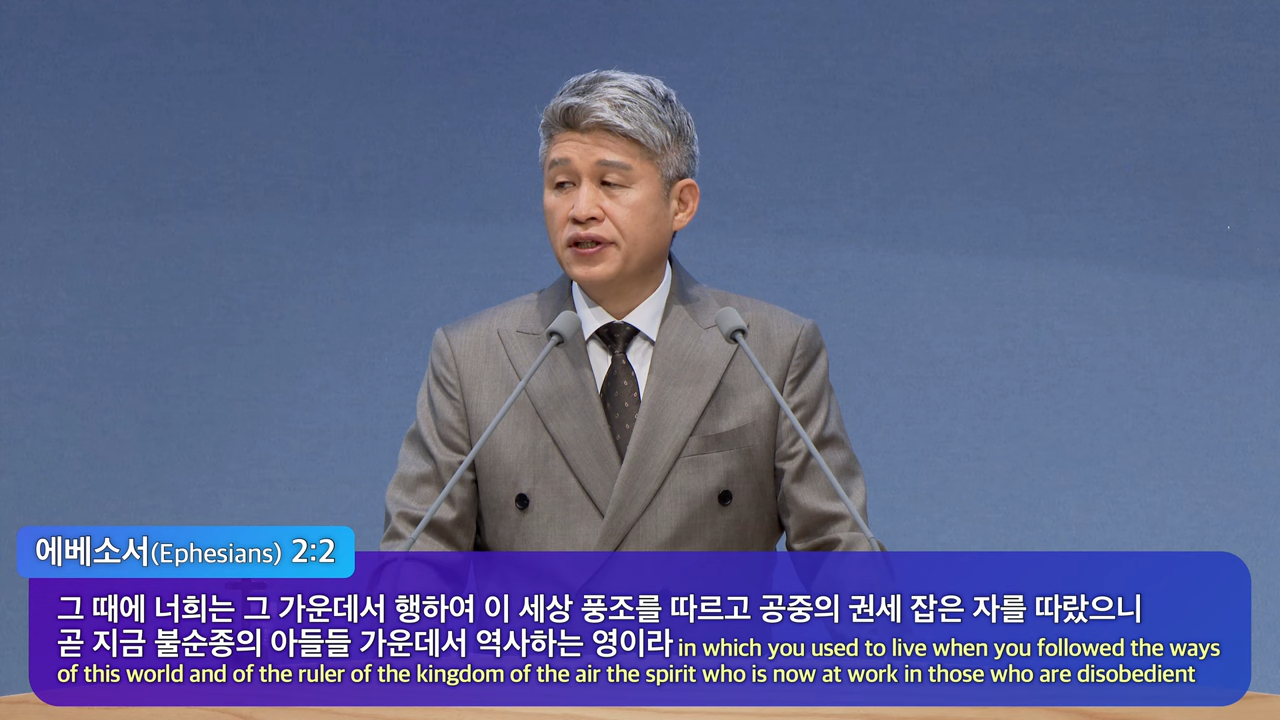 에베소서(Ephesians) 2:2
그 때에 너희는 그 가운데서 행하여 이 세상 풍조를 따르고 공중의 권세 잡은 자를 따랐으니
곧 지금 불순종의 아들들 가운데서 역사하는 영이라 in which you used to live when you followed the ways
of this world and of the ruler of the kingdom of the air the spirit who is now at work in those who are disobedient